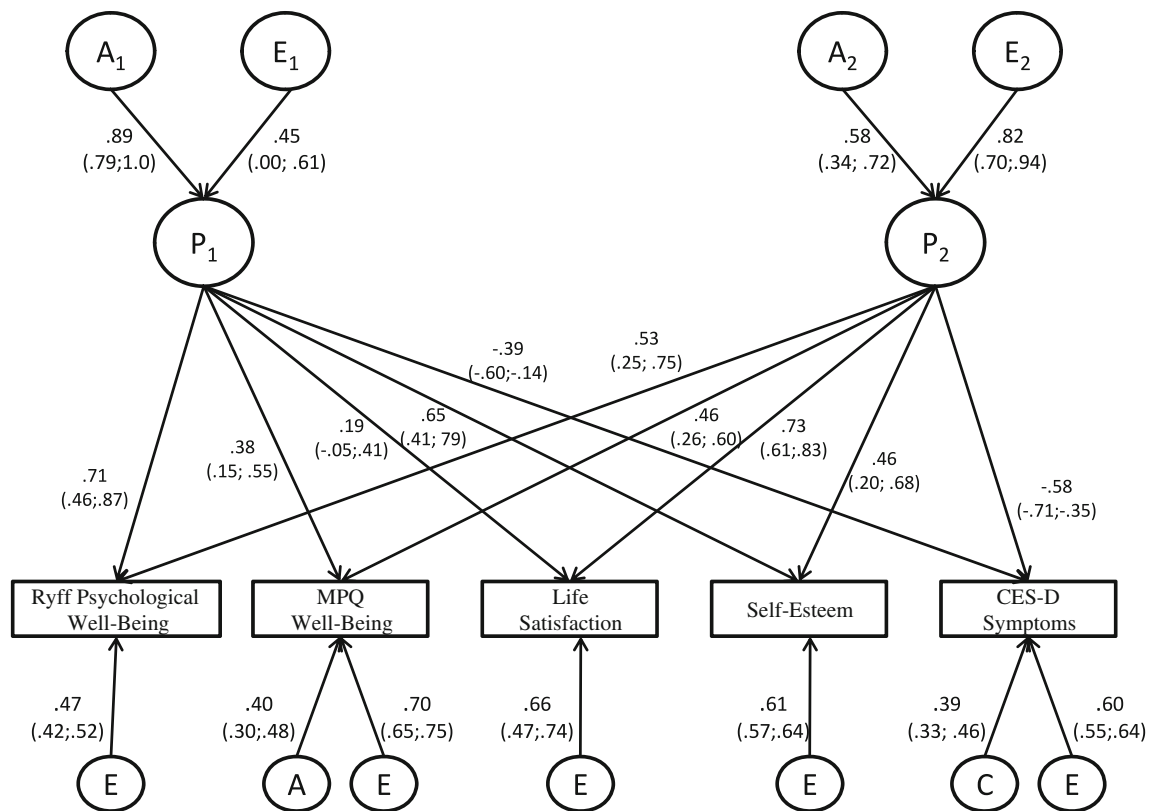 A1
E1
A2
E2
.89
(.79;1.0)
.45
(.00; .61)
.58
(.34; .72)
.82
(.70;.94)
P1
P2
-.39
(-.60;-.14)
.53
(.25; .75)
.71
(.46;.87)
.38
(.15; .55)
.19
(-.05;.41)
.65
(.41; 79)
.46
(.26; .60)
.73
(.61;.83)
.46
(.20; .68)
-.58
(-.71;-.35)
Ryff Psychological
Well-Being
MPQ
Well-Being
Life
Satisfaction
Self-Esteem
CES-D
Symptoms
.47
(.42;.52)
.40
(.30;.48)
.70
(.65;.75)
.66
(.47;.74)
.61
(.57;.64)
.39
(.33; .46)
.60
(.55;.64)
E
A
E
E
E
C
E